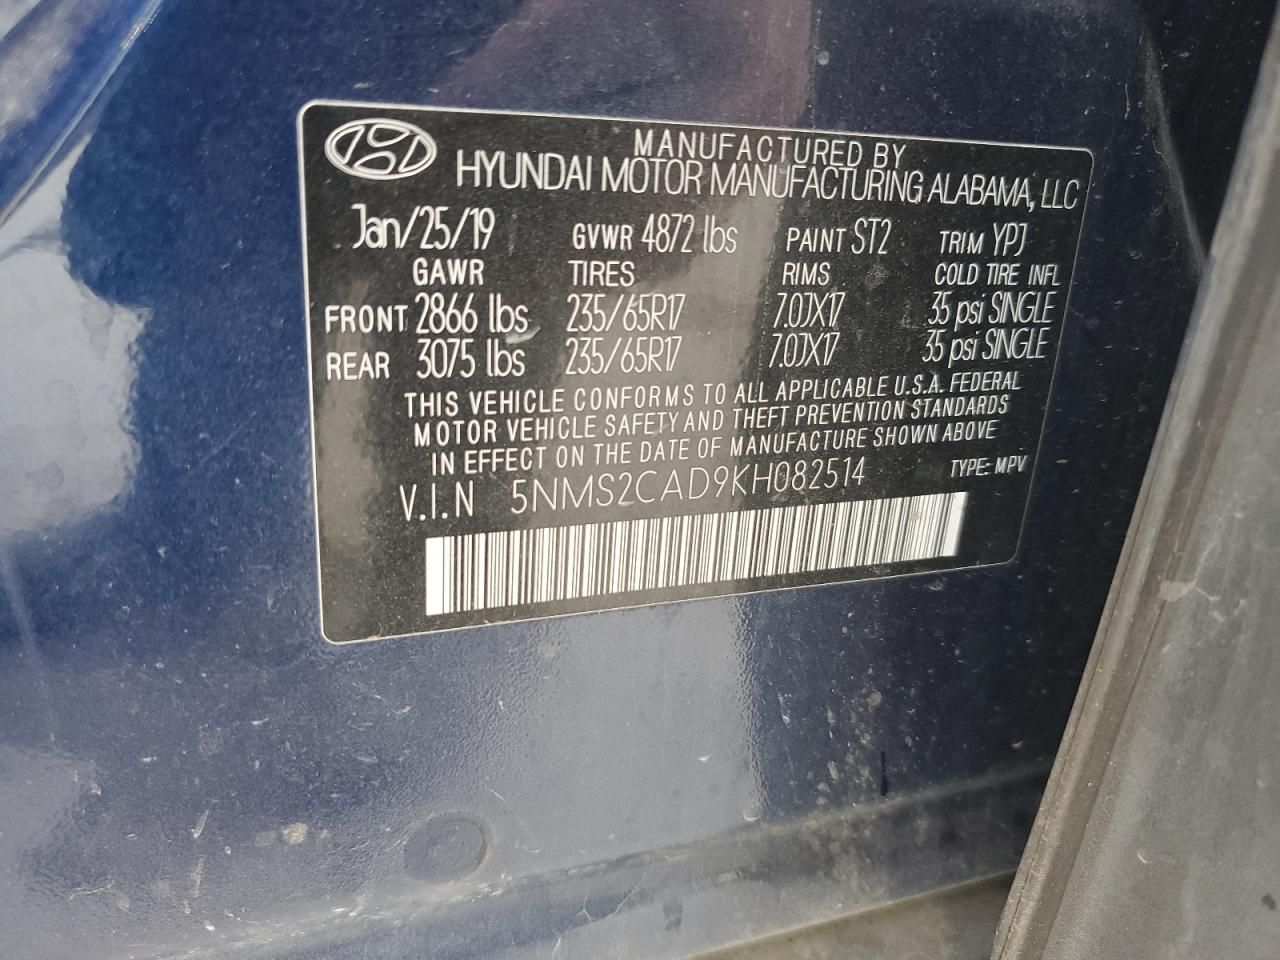 MANUFACTURED BY
HYUNDAI MOTOR MANUFACTURING ALABAMA, LLC
Jan/25/19 GVWR 4872 lbs PAINT ST2 TRIM YPJ
GAWR TIRES RIMS COLD TIRE INFL
FRONT 2866 lbs 235/65R17 7.0JX17 35 psi SINGLE
REAR 3075 lbs 235/65R17 7.0JX17 35 psi SINGLE
THIS VEHICLE CONFORMS TO ALL APPLICABLE U.S.A. FEDERAL
MOTOR VEHICLE SAFETY AND THEFT PREVENTION STANDARDS
IN EFFECT ON THE DATE OF MANUFACTURE SHOWN ABOVE
V.I.N 5NMS2CAD9KH082514 TYPE: MPV